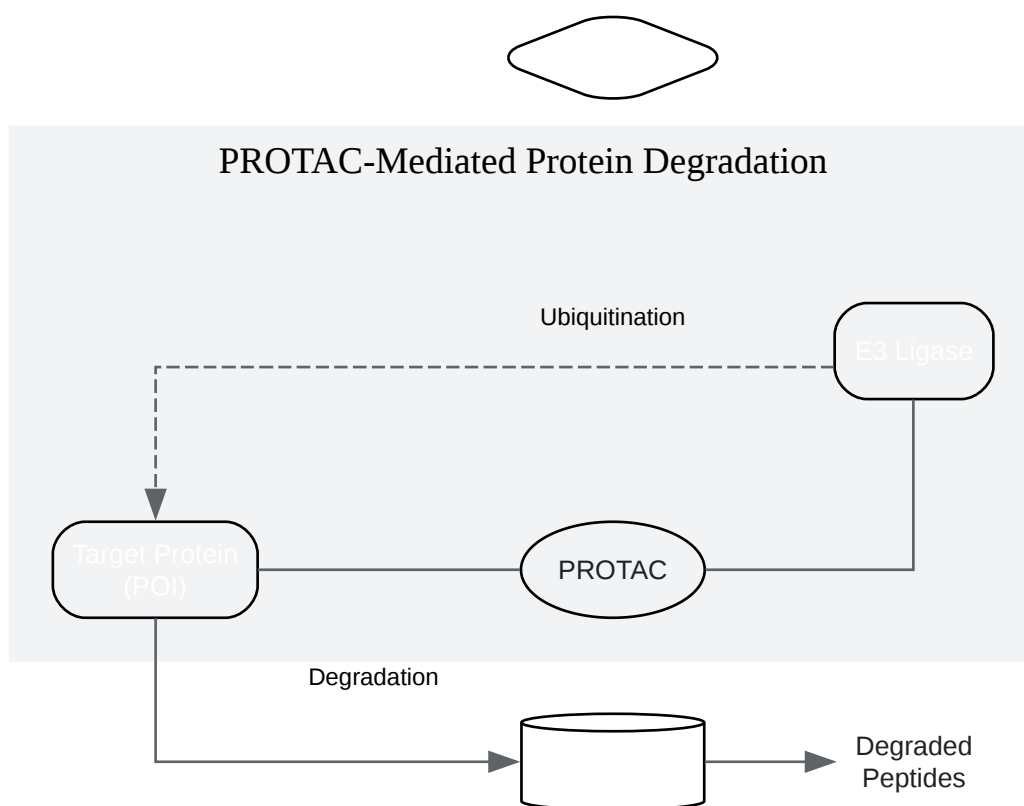 PROTAC-Mediated Protein Degradation
Ubiquitination
E3 Ligase
Target Protein
(POI)
PROTAC
Degradation
Degraded
Peptides